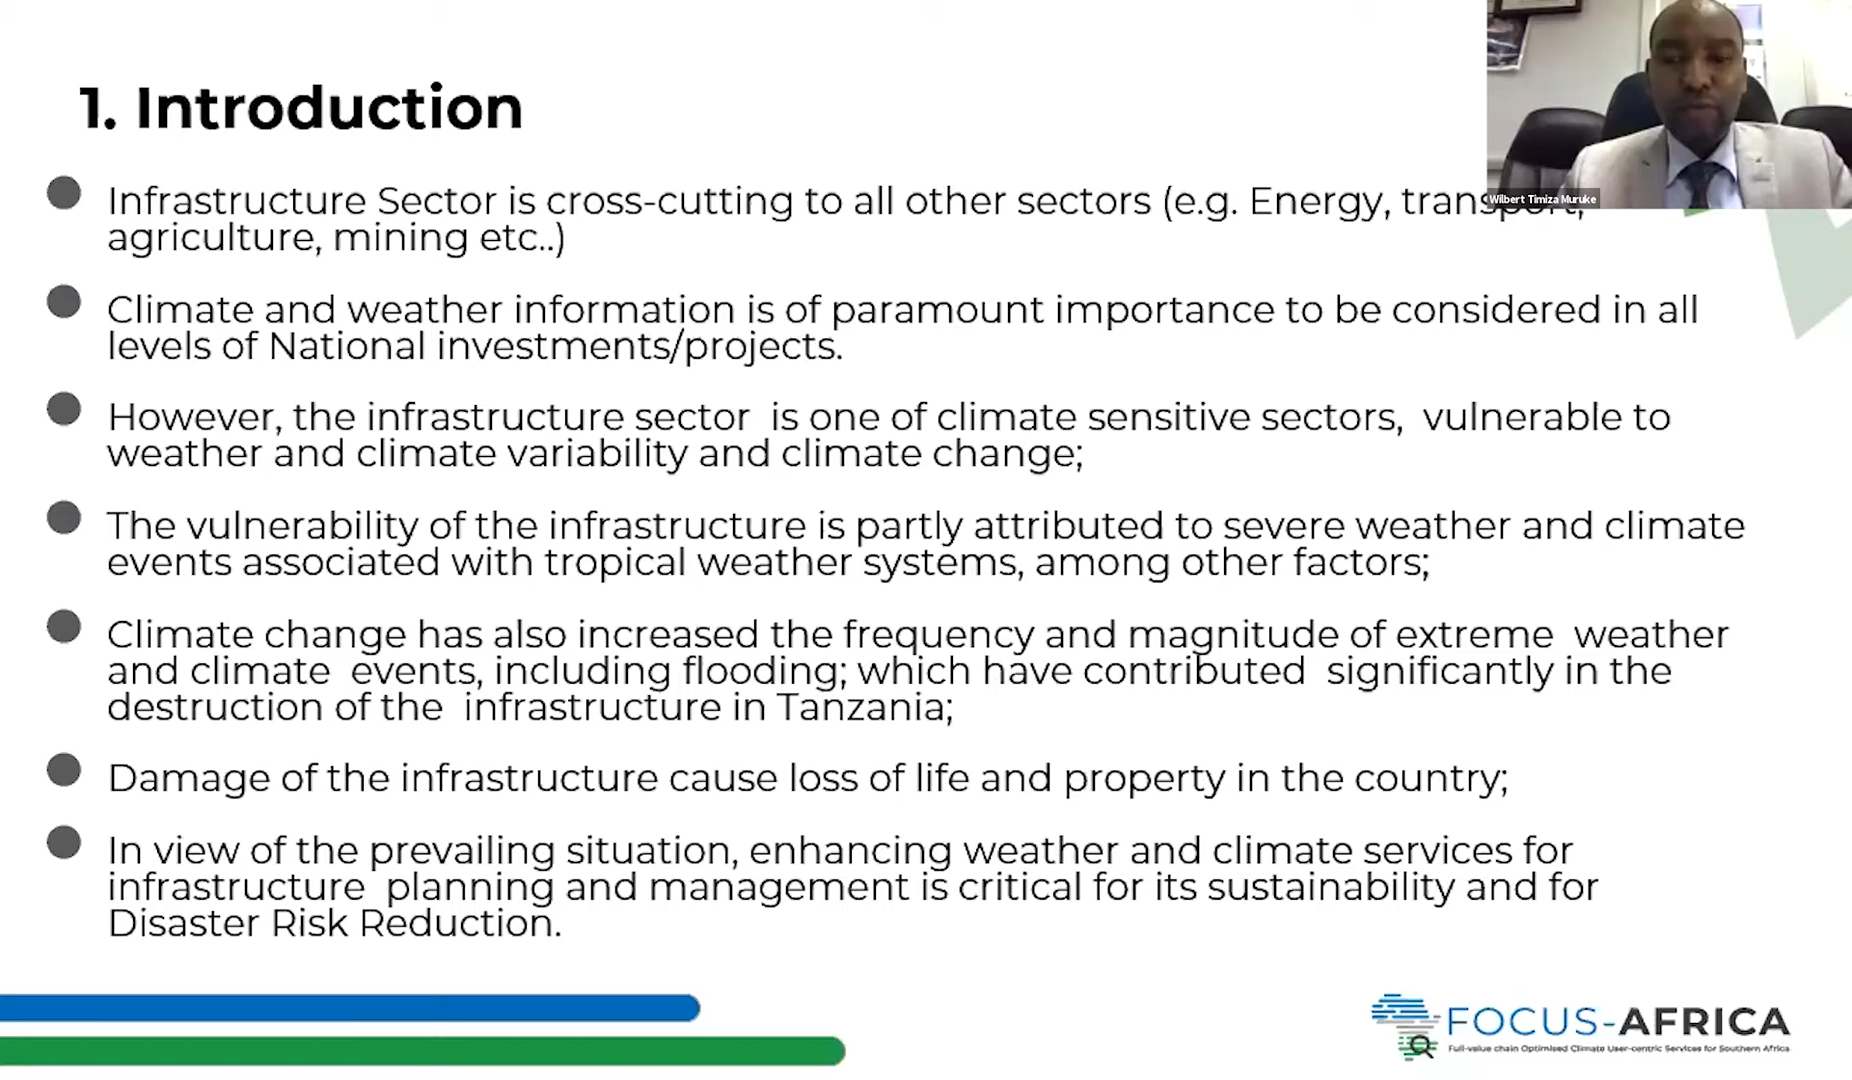 1. Introduction
Infrastructure Sector is cross-cutting to all other sectors (e.g. Energy, transport,
agriculture, mining etc..)
Climate and weather information is of paramount importance to be considered in all
levels of National investments/projects.
However, the infrastructure sector is one of climate sensitive sectors, vulnerable to
weather and climate variability and climate change;
The vulnerability of the infrastructure is partly attributed to severe weather and climate
events associated with tropical weather systems, among other factors;
Climate change has also increased the frequency and magnitude of extreme weather
and climate events, including flooding; which have contributed significantly in the
destruction of the infrastructure in Tanzania;
Damage of the infrastructure cause loss of life and property in the country;
In view of the prevailing situation, enhancing weather and climate services for
infrastructure planning and management is critical for its sustainability and for
Disaster Risk Reduction.
Wilbert Timiza Muruke
FOCUS-AFRICA
Full-value chain Optimised Climate User-centric Services for Southern Africa